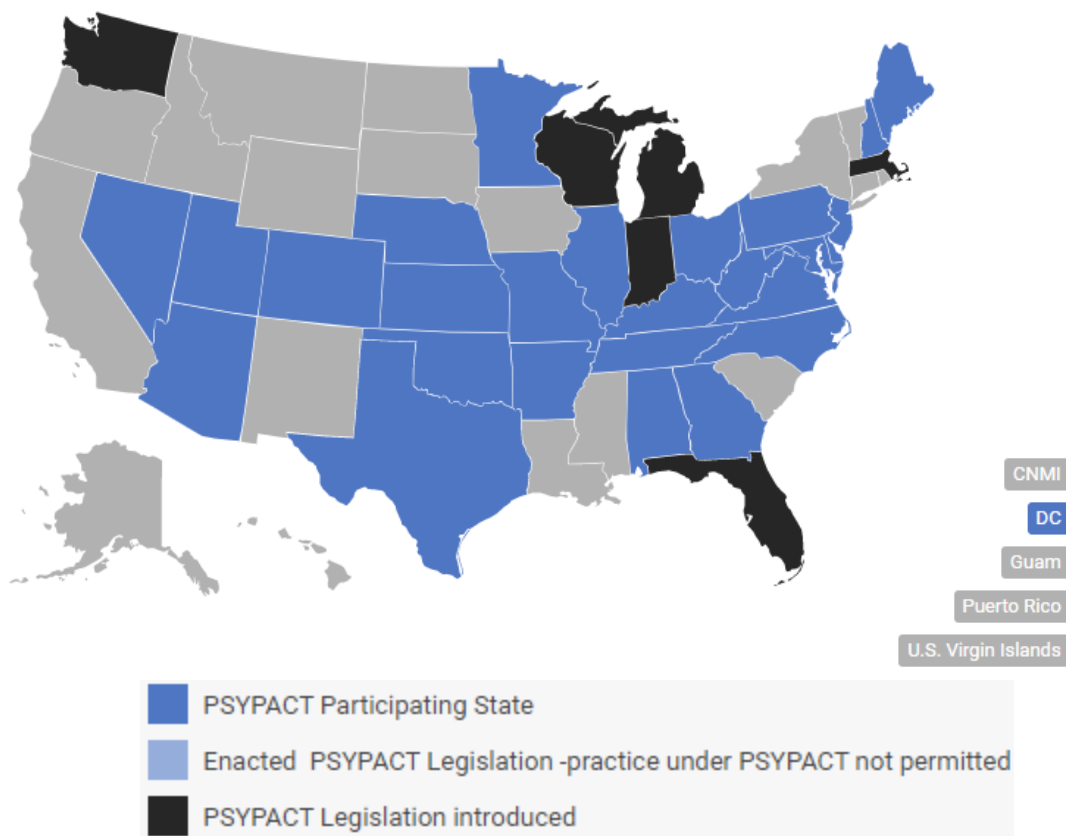 CNMI
DC
Guam
Puerto Rico
U.S. Virgin Islands
PSYPACT Participating State
Enacted  PSYPACT Legislation -practice under PSYPACT not permitted
PSYPACT Legislation introduced